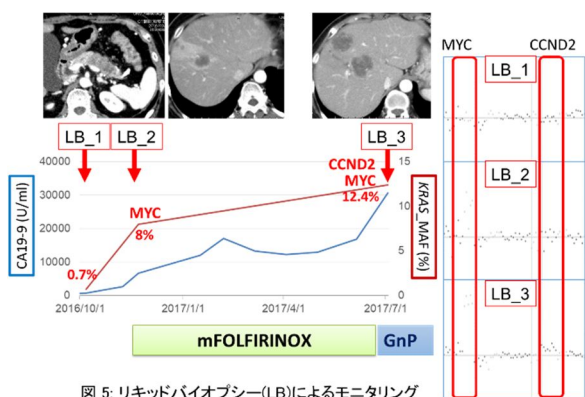 MYC CCND2
LB_1 LB_2 LB_3 LB_1
40000 15
CCND2
MYC
12.4%
30000
LB_2
10
MYC
8%
CA19-9 (U/ml)
KRAS_MAF (%)
20000
5
10000
0.7%
LB_3
0 0
2016/10/1 2017/1/1 2017/4/1 2017/7/1
mFOLFIRINOX GnP
図 5: リキッドバイオプシー(LB)によるモニタリング